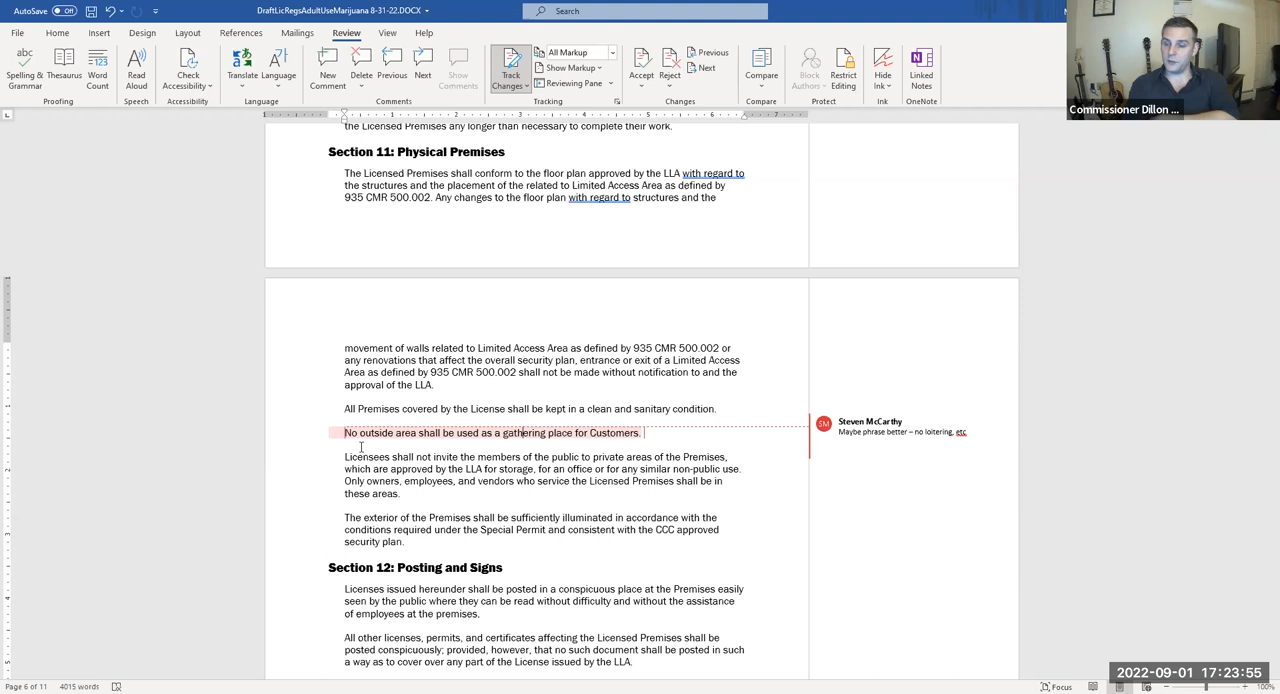 AutoSave Off DraftLicRegsAdultUseMarijuana 8-31-22.DOCX Search
File Home Insert Design Layout References Mailings Review View Help
abc Spelling & Grammar
Thesaurus
Word Count
Read Aloud
Check Accessibility
Translate
Language
New Comment
Delete
Previous
Next
Show Comments
Track Changes
All Markup
Show Markup
Reviewing Pane
Accept
Reject
Previous
Next
Compare
Block Authors
Restrict Editing
Hide Ink
Linked Notes
Proofing Speech Accessibility Language Comments Tracking Changes Compare Protect Ink OneNote
Commissioner Dillon ...
the Licensed Premises any longer than necessary to complete their work.
Section 11: Physical Premises
The Licensed Premises shall conform to the floor plan approved by the LLA with regard to
the structures and the placement of the related to Limited Access Area as defined by
935 CMR 500.002. Any changes to the floor plan with regard to structures and the
movement of walls related to Limited Access Area as defined by 935 CMR 500.002 or
any renovations that affect the overall security plan, entrance or exit of a Limited Access
Area as defined by 935 CMR 500.002 shall not be made without notification to and the
approval of the LLA.
All Premises covered by the License shall be kept in a clean and sanitary condition.
No outside area shall be used as a gathering place for Customers.
Steven McCarthy
Maybe phrase better – no loitering, etc
Licensees shall not invite the members of the public to private areas of the Premises,
which are approved by the LLA for storage, for an office or for any similar non-public use.
Only owners, employees, and vendors who service the Licensed Premises shall be in
these areas.
The exterior of the Premises shall be sufficiently illuminated in accordance with the
conditions required under the Special Permit and consistent with the CCC approved
security plan.
Section 12: Posting and Signs
Licenses issued hereunder shall be posted in a conspicuous place at the Premises easily
seen by the public where they can be read without difficulty and without the assistance
of employees at the premises.
All other licenses, permits, and certificates affecting the Licensed Premises shall be
posted conspicuously; provided, however, that no such document shall be posted in such
a way as to cover over any part of the License issued by the LLA.
2022-09-01 17:23:55
Page 6 of 11 4015 words Focus 100%